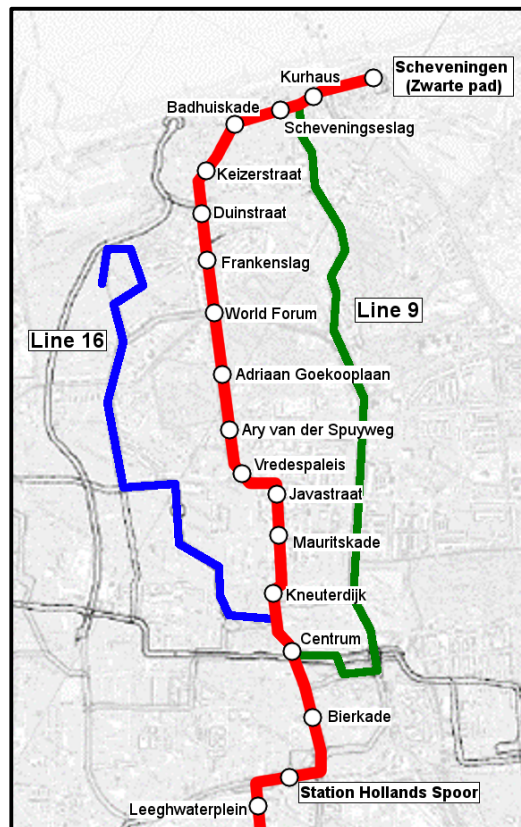 Kurhaus
Scheveningen
(Zwarte pad)
Badhuiskade
Scheveningseslag
Keizerstraat
Duinstraat
Frankenslag
World Forum
Line 9
Line 16
Adriaan Goekooplaan
Ary van der Spuyweg
Vredespaleis
Javastraat
Mauritskade
Kneuterdijk
Centrum
Bierkade
Station Hollands Spoor
Leeghwaterplein